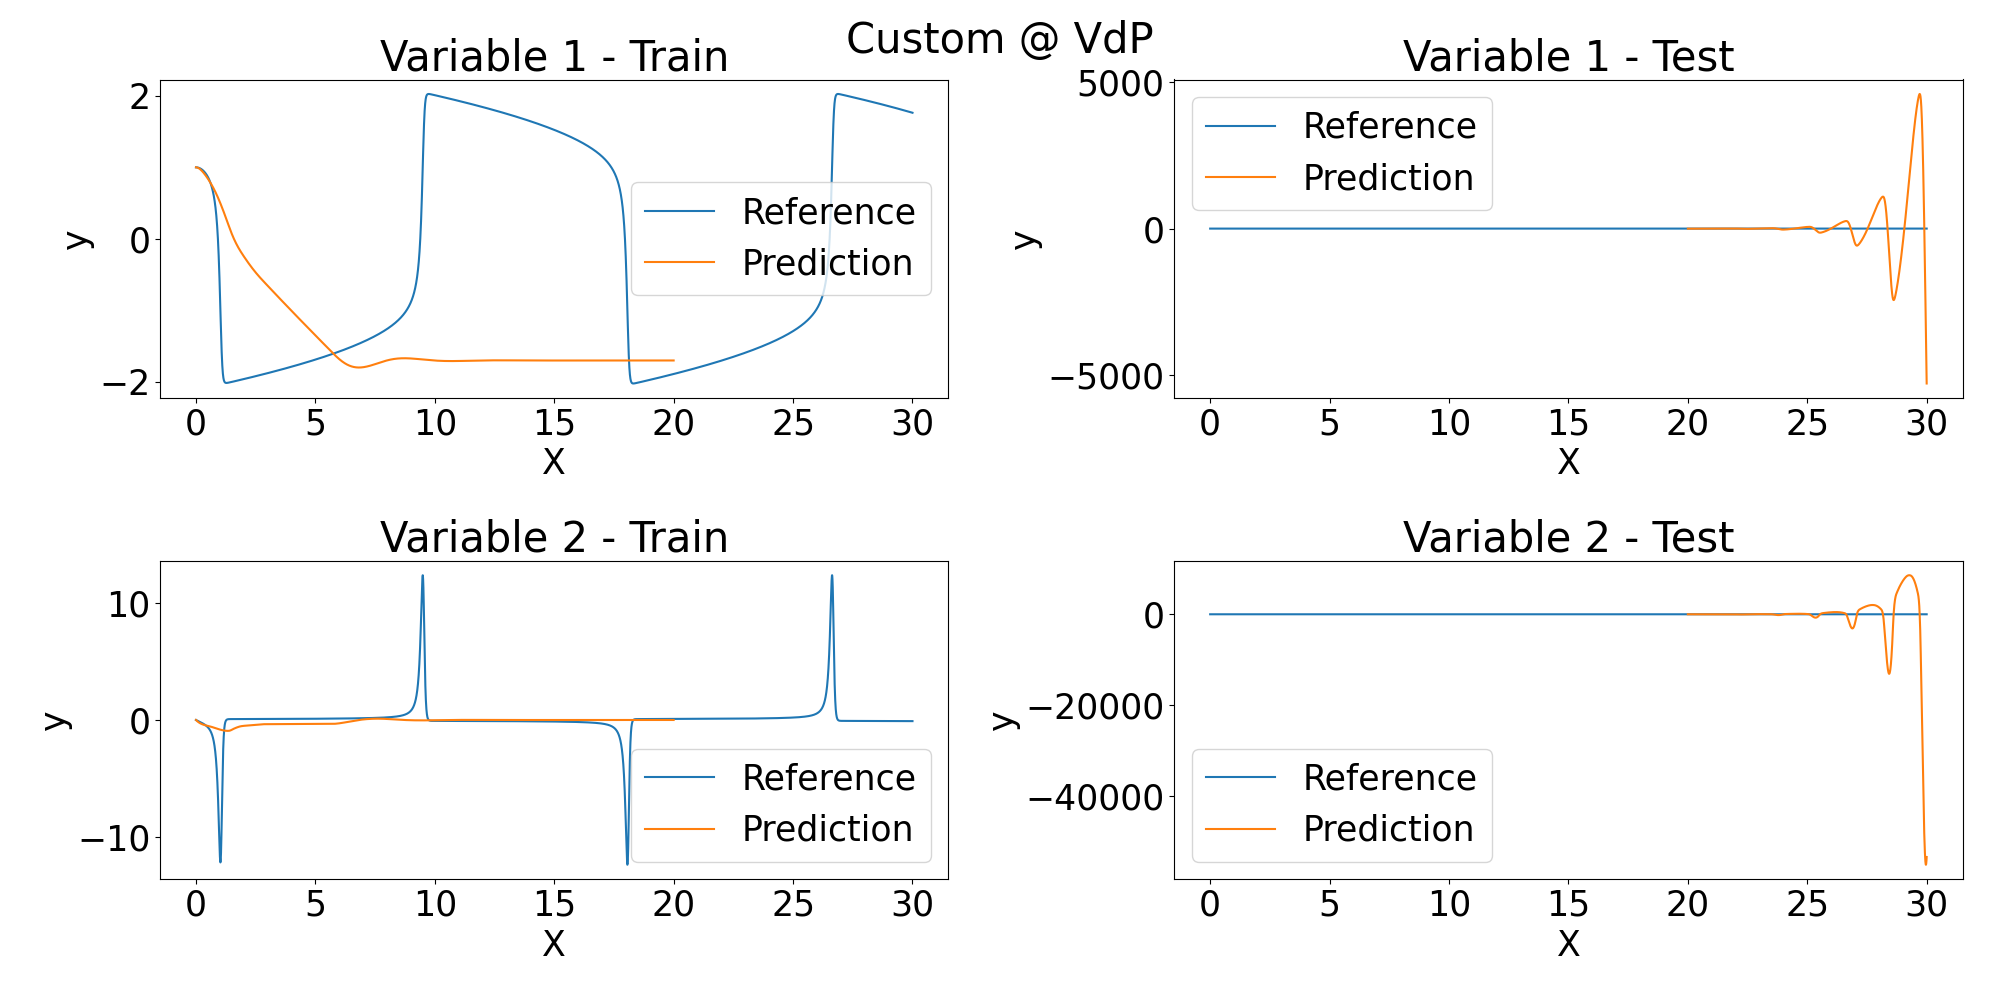 Custom @ VdP
Variable 1 - Train
2
0
−2
y
Reference
Prediction
0 5 10 15 20 25 30
X
Variable 1 - Test
5000
0
−5000
y
Reference
Prediction
0 5 10 15 20 25 30
X
Variable 2 - Train
10
0
−10
y
Reference
Prediction
0 5 10 15 20 25 30
X
Variable 2 - Test
0
−20000
−40000
y
Reference
Prediction
0 5 10 15 20 25 30
X